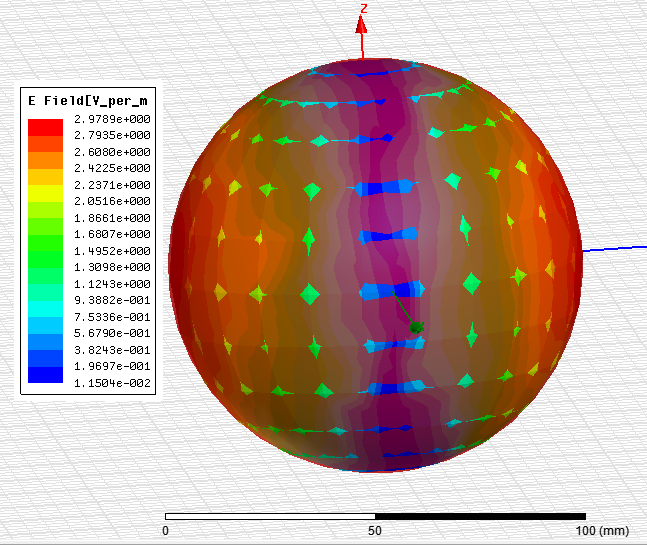 Z
E Field[V_per_m
2.9789e+000
2.7935e+000
2.6080e+000
2.4225e+000
2.2371e+000
2.0516e+000
1.8661e+000
1.6807e+000
1.4952e+000
1.3098e+000
1.1243e+000
9.3882e-001
7.5336e-001
5.6790e-001
3.8243e-001
1.9697e-001
1.1504e-002
0 50 100 (mm)